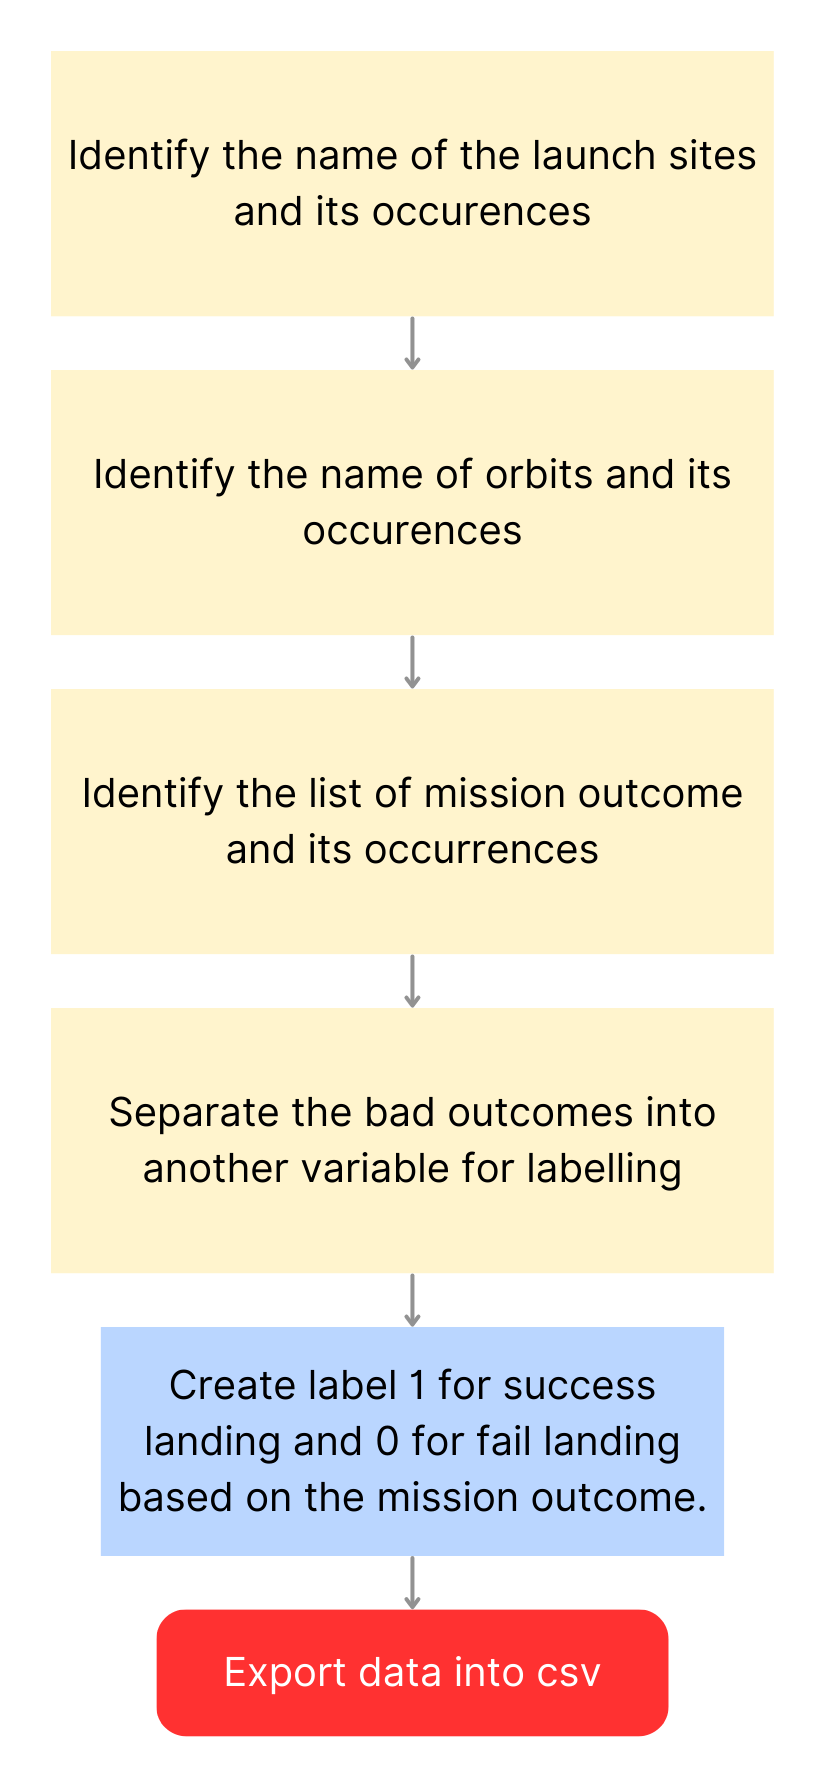 Identify the name of the launch sites
and its occurences
Identify the name of orbits and its
occurences
Identify the list of mission outcome
and its occurrences
Separate the bad outcomes into
another variable for labelling
Create label 1 for success
landing and 0 for fail landing
based on the mission outcome.
Export data into csv